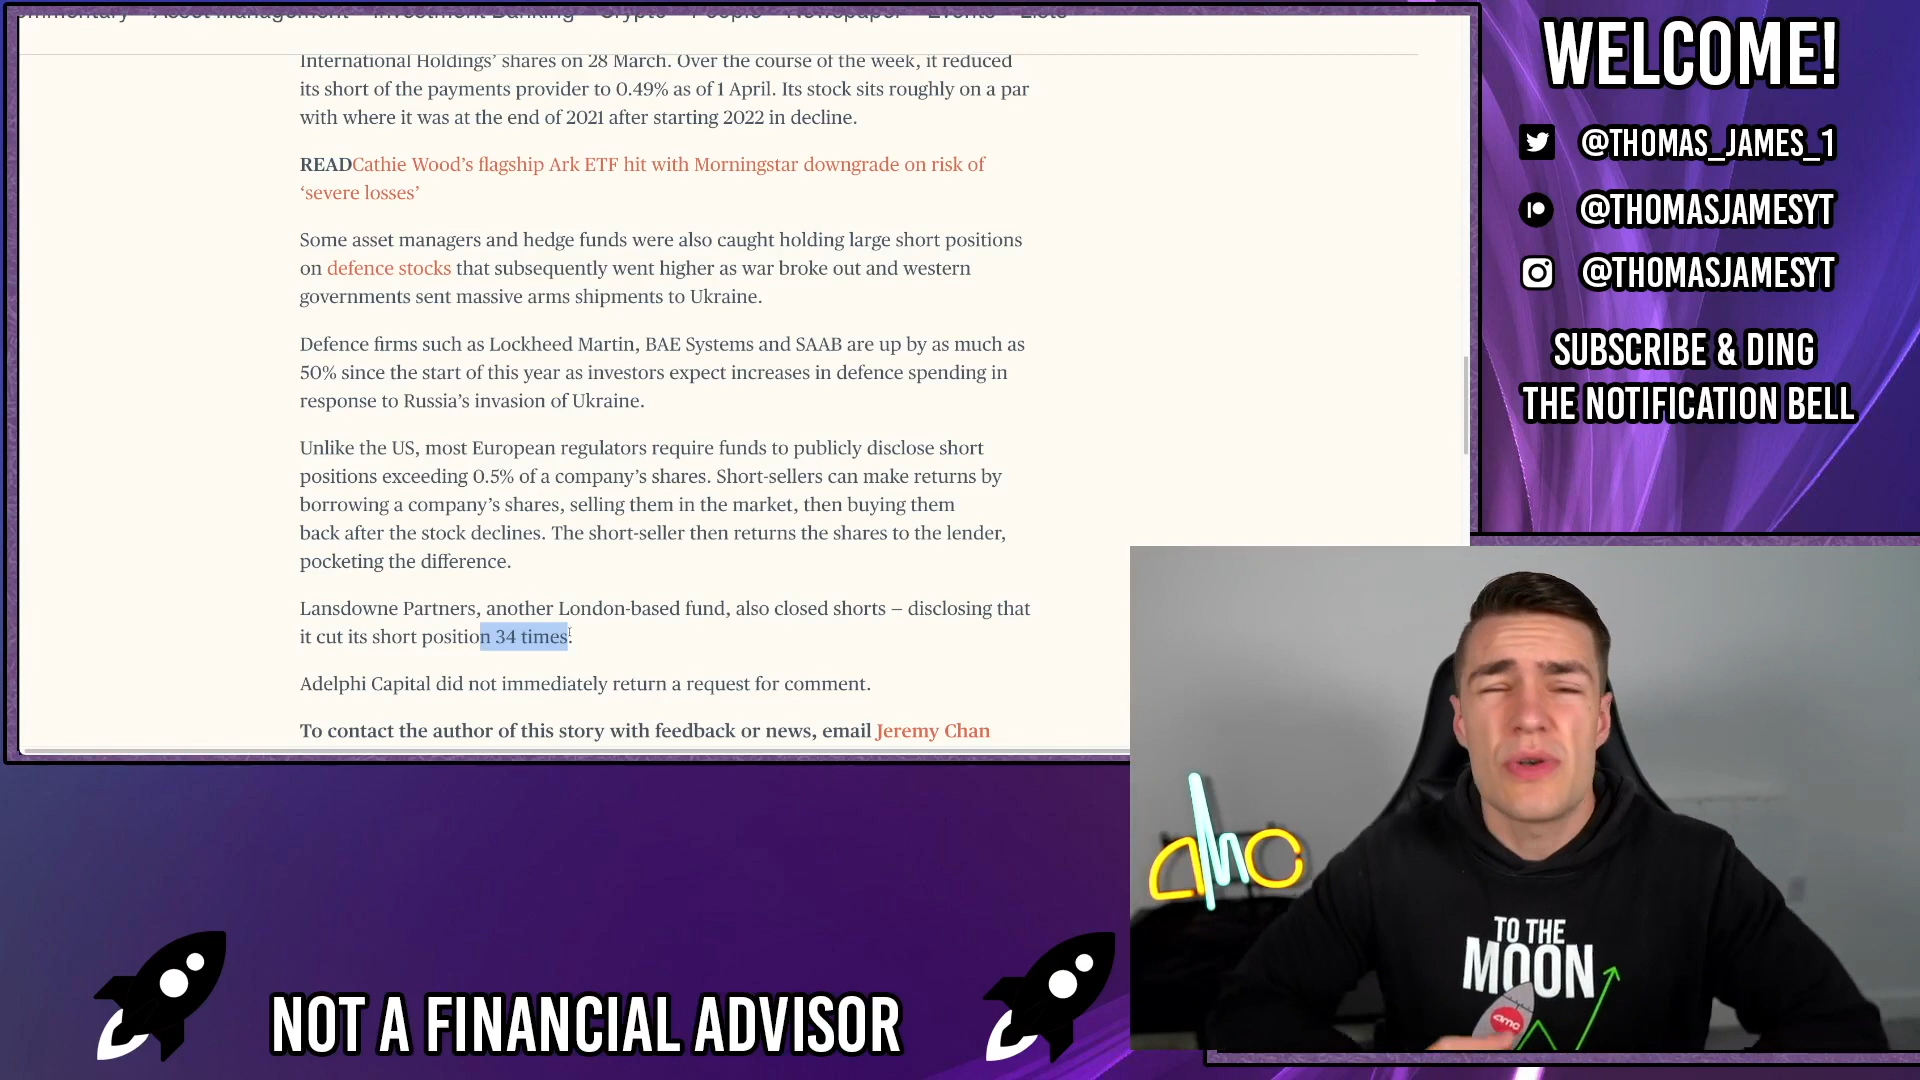 ommentary Asset Management Investment Banking Crypto People Newspaper Events Lists
International Holdings’ shares on 28 March. Over the course of the week, it reduced
its short of the payments provider to 0.49% as of 1 April. Its stock sits roughly on a par
with where it was at the end of 2021 after starting 2022 in decline.
READCathie Wood’s flagship Ark ETF hit with Morningstar downgrade on risk of
‘severe losses’
Some asset managers and hedge funds were also caught holding large short positions
on defence stocks that subsequently went higher as war broke out and western
governments sent massive arms shipments to Ukraine.
Defence firms such as Lockheed Martin, BAE Systems and SAAB are up by as much as
50% since the start of this year as investors expect increases in defence spending in
response to Russia’s invasion of Ukraine.
Unlike the US, most European regulators require funds to publicly disclose short
positions exceeding 0.5% of a company’s shares. Short-sellers can make returns by
borrowing a company’s shares, selling them in the market, then buying them
back after the stock declines. The short-seller then returns the shares to the lender,
pocketing the difference.
Lansdowne Partners, another London-based fund, also closed shorts – disclosing that
it cut its short position 34 times.
Adelphi Capital did not immediately return a request for comment.
To contact the author of this story with feedback or news, email Jeremy Chan
WELCOME!
@THOMAS_JAMES_1
@THOMASJAMESYT
@THOMASJAMESYT
SUBSCRIBE & DING
THE NOTIFICATION BELL
amc
TO THE
MOON
amc
NOT A FINANCIAL ADVISOR